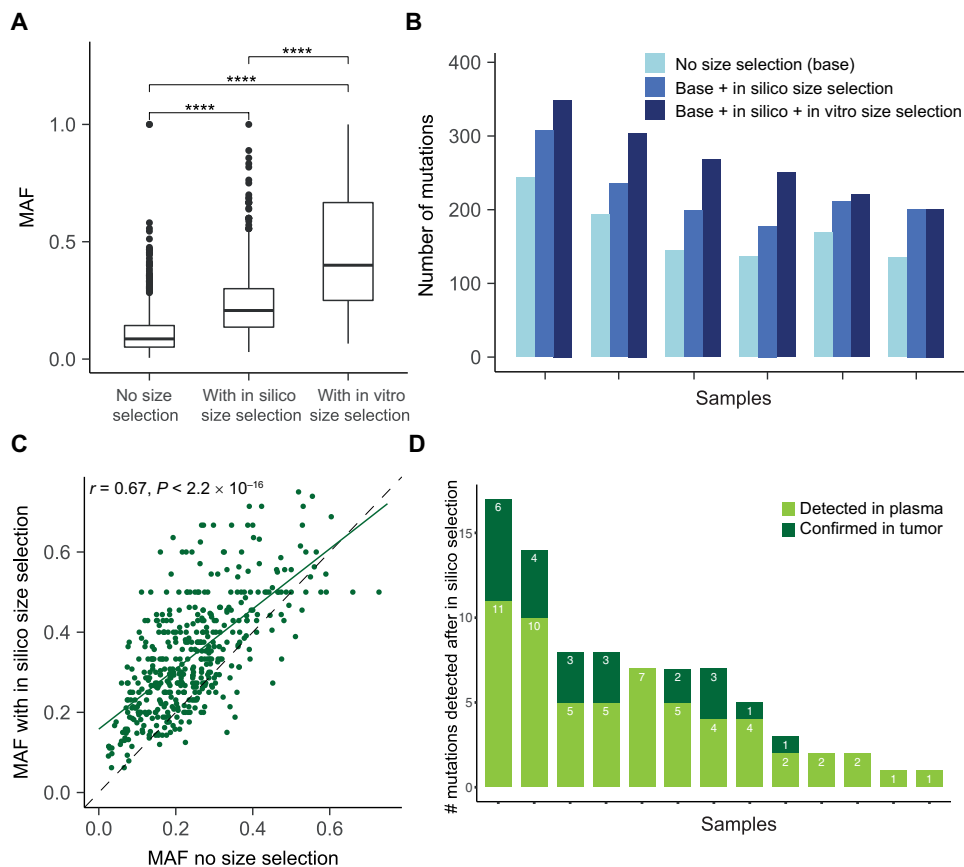 A
****
****
****
1.0
0.5
0.0
MAF
No size
selection
With in silico
size selection
With in vitro
size selection
B
400
300
200
100
0
Number of mutations
No size selection (base)
Base + in silico size selection
Base + in silico + in vitro size selection
Samples
C
r = 0.67, P < 2.2 × 10⁻¹⁶
0.6
0.4
0.2
0.0
MAF with in silico size selection
0.0
0.2
0.4
0.6
MAF no size selection
D
15
10
5
0
# mutations detected after in silico selection
Detected in plasma
Confirmed in tumor
6
11
4
10
3
5
3
5
7
2
5
3
4
1
4
1
2
2
2
1
1
Samples